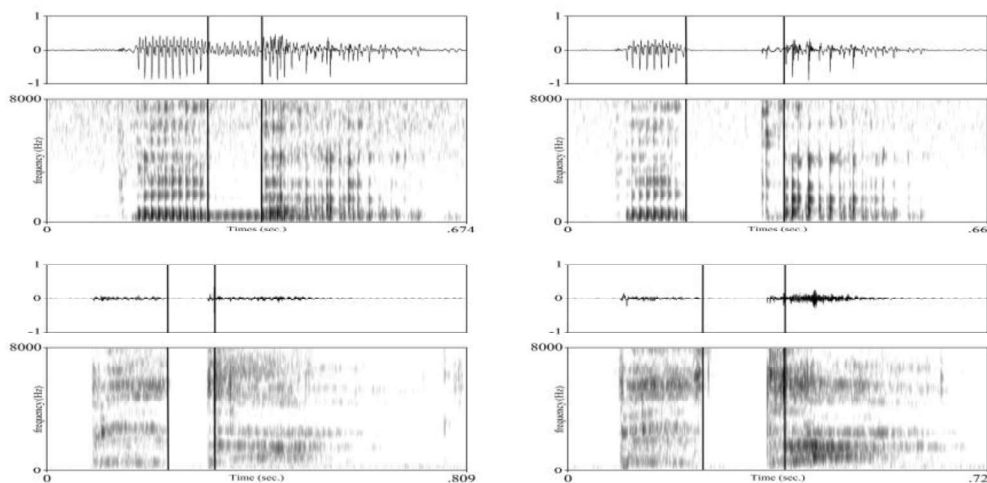 1
0
-1
8000
frequency (Hz)
0
0 Times (sec.) .674
1
0
-1
8000
frequency (Hz)
0
0 Times (sec.) .66
1
0
-1
8000
frequency(Hz)
0
0 Time (sec.) .809
1
0
-1
8000
frequency(Hz)
0
0 Time (sec.) .72